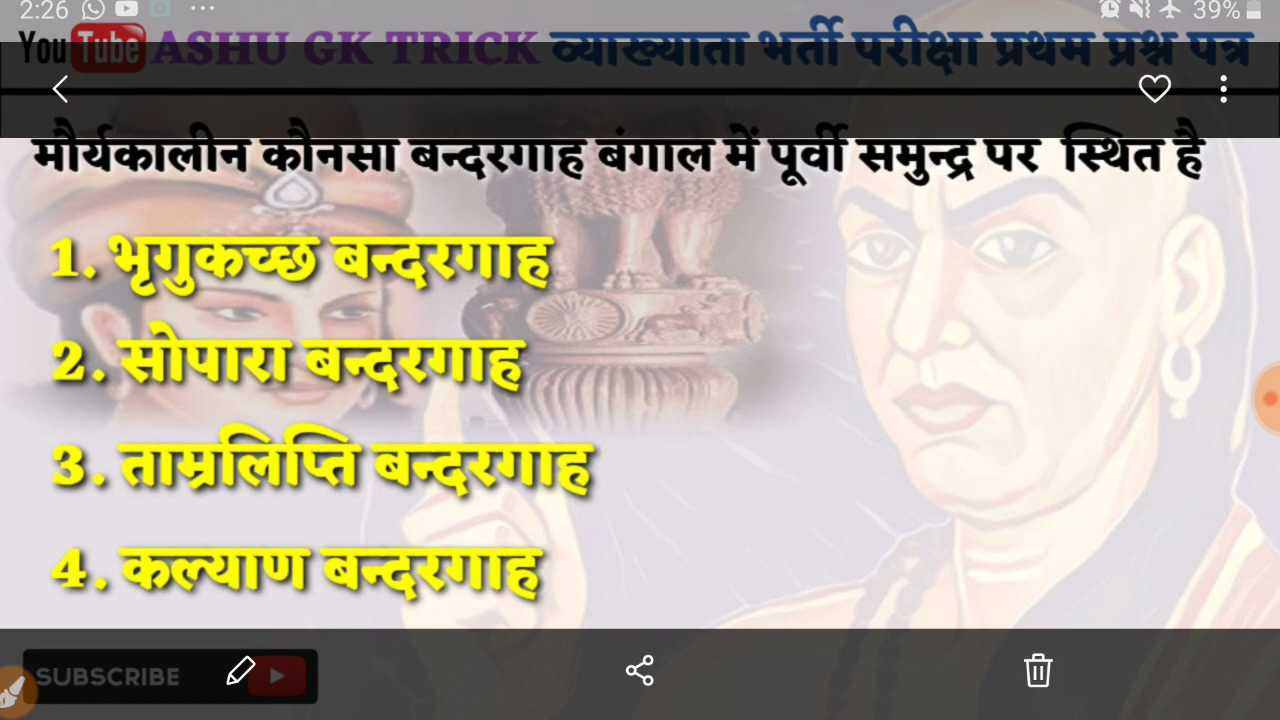 2:26 39%
YouTube ASHU GK TRICK व्याख्याता भर्ती परीक्षा प्रथम प्रश्न पत्र
मौर्यकालीन कौनसा बन्दरगाह बंगाल में पूर्वी समुन्द्र पर स्थित है
1. भृगुकच्छ बन्दरगाह
2. सोपारा बन्दरगाह
3. ताम्रलिप्ति बन्दरगाह
4. कल्याण बन्दरगाह
SUBSCRIBE